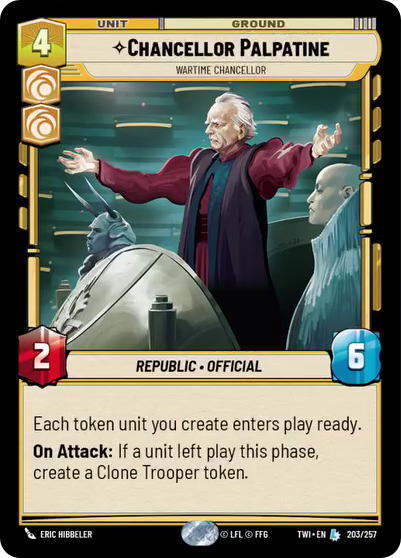 UNIT GROUND
4
✧CHANCELLOR PALPATINE
WARTIME CHANCELLOR
2
6
REPUBLIC • OFFICIAL
Each token unit you create enters play ready.
On Attack: If a unit left play this phase,
create a Clone Trooper token.
ERIC HIBBELER © LFL © FFG TWI • EN L 203/257